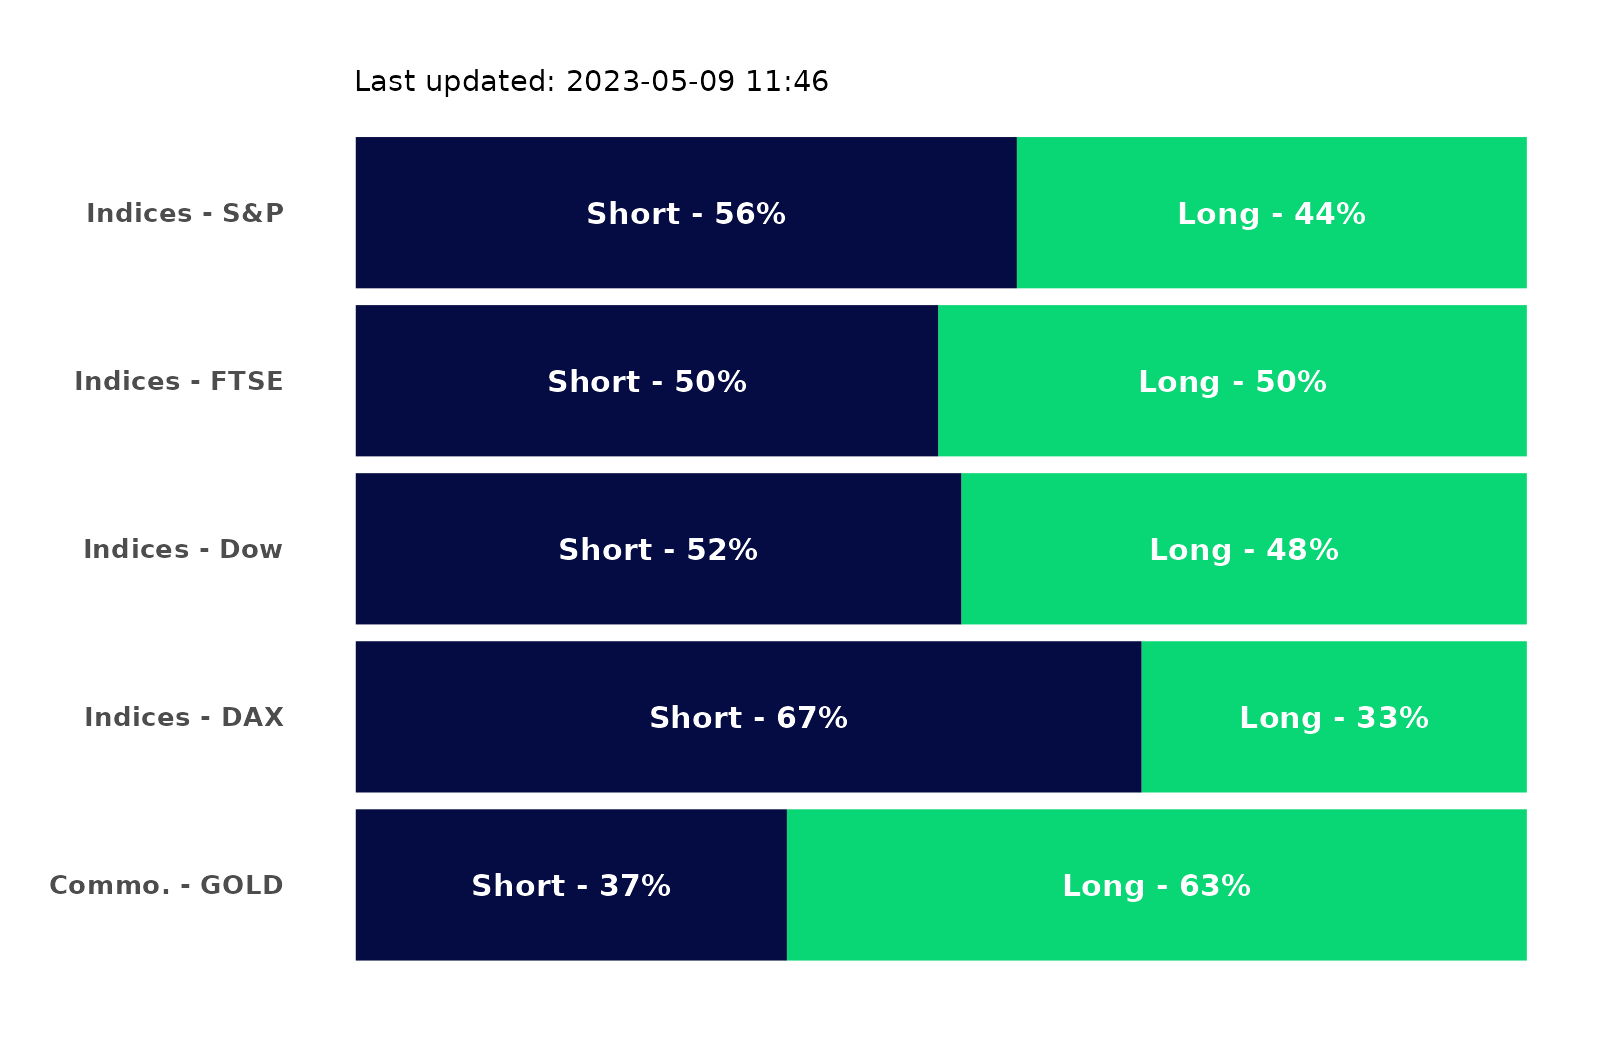 Last updated: 2023-05-09 11:46
Indices - S&P Short - 56% Long - 44%
Indices - FTSE Short - 50% Long - 50%
Indices - Dow Short - 52% Long - 48%
Indices - DAX Short - 67% Long - 33%
Commo. - GOLD Short - 37% Long - 63%